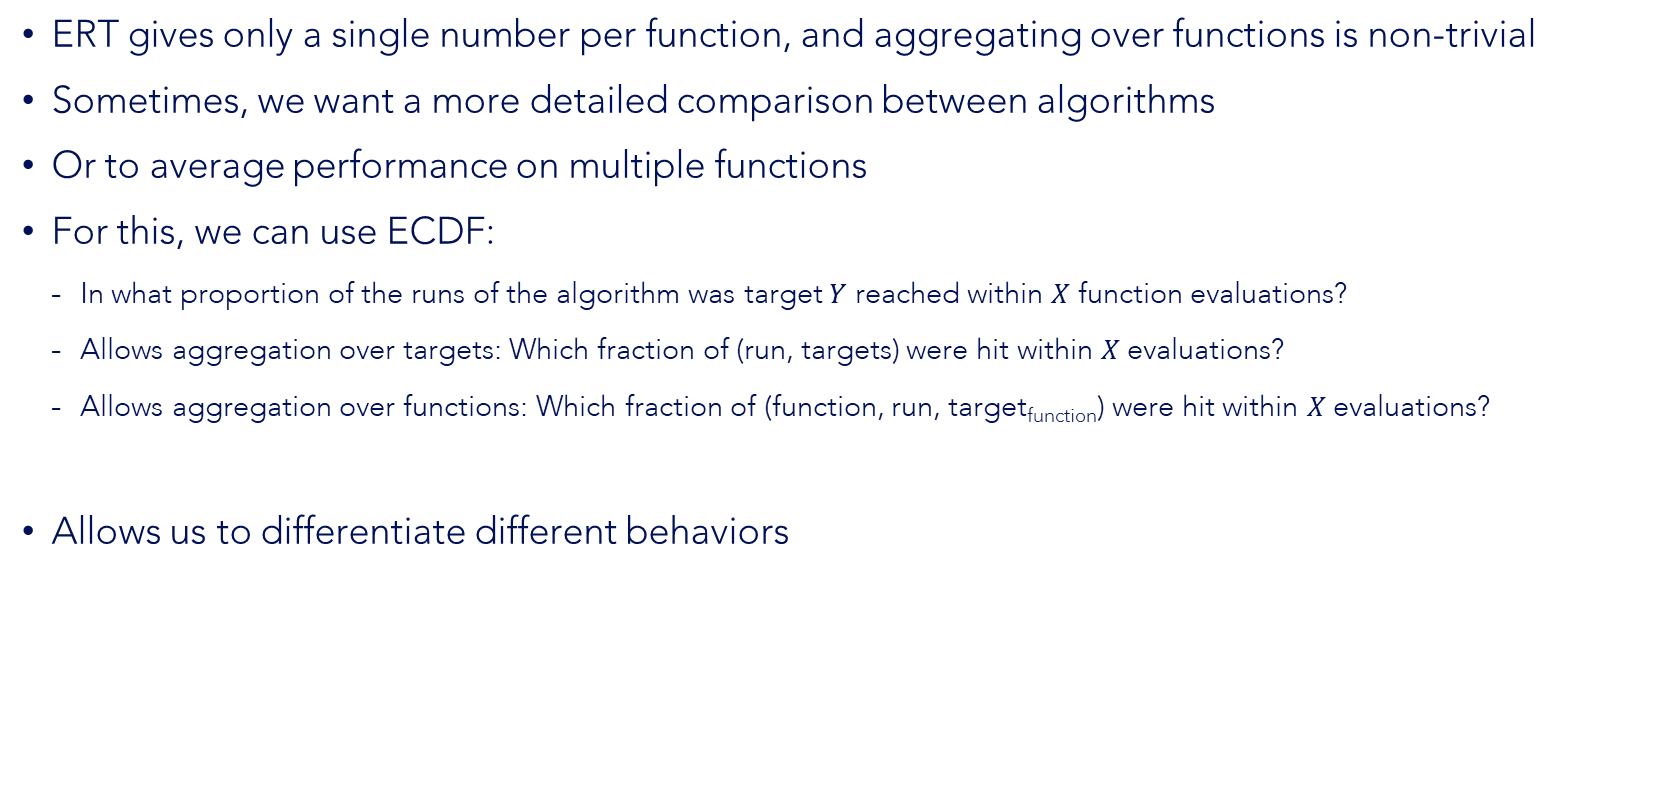 • ERT gives only a single number per function, and aggregating over functions is non-trivial
• Sometimes, we want a more detailed comparison between algorithms
• Or to average performance on multiple functions
• For this, we can use ECDF:
- In what proportion of the runs of the algorithm was target Y reached within X function evaluations?
- Allows aggregation over targets: Which fraction of (run, targets) were hit within X evaluations?
- Allows aggregation over functions: Which fraction of (function, run, target_function) were hit within X evaluations?
• Allows us to differentiate different behaviors